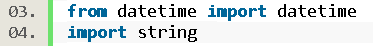 03. from datetime import datetime
04. import string